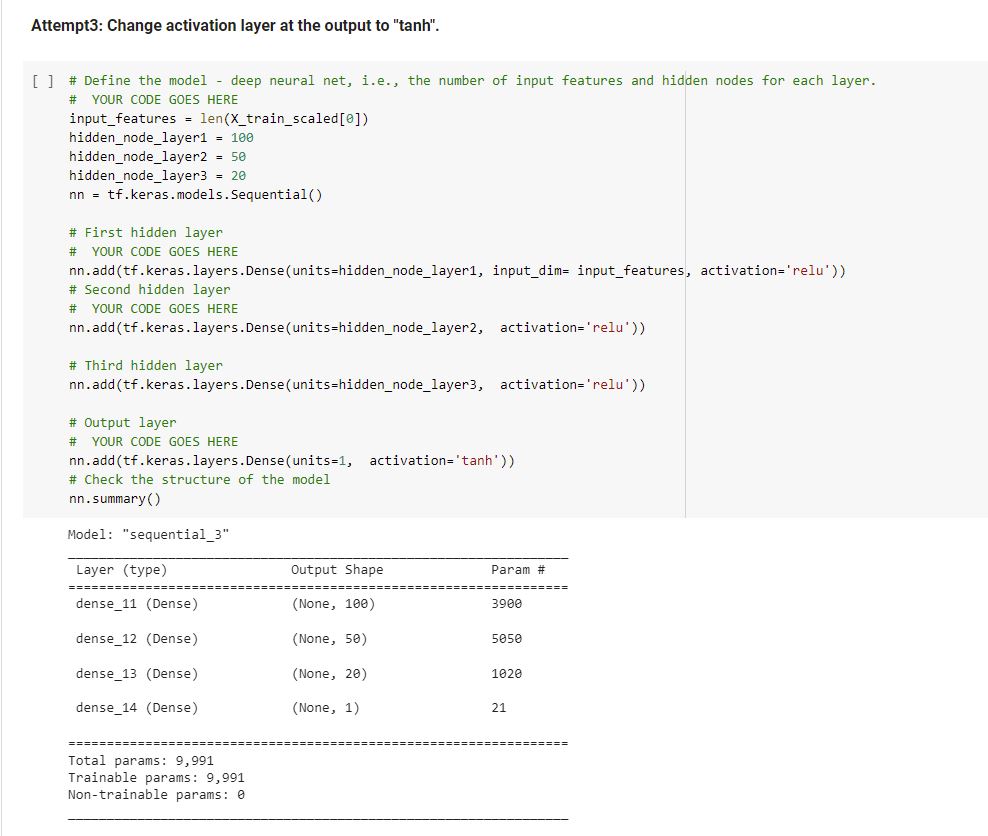 Attempt3: Change activation layer at the output to "tanh".
[ ] # Define the model - deep neural net, i.e., the number of input features and hidden nodes for each layer.
#  YOUR CODE GOES HERE
input_features = len(X_train_scaled[0])
hidden_node_layer1 = 100
hidden_node_layer2 = 50
hidden_node_layer3 = 20
nn = tf.keras.models.Sequential()
# First hidden layer
#  YOUR CODE GOES HERE
nn.add(tf.keras.layers.Dense(units=hidden_node_layer1, input_dim= input_features, activation='relu'))
# Second hidden layer
#  YOUR CODE GOES HERE
nn.add(tf.keras.layers.Dense(units=hidden_node_layer2,  activation='relu'))
# Third hidden layer
nn.add(tf.keras.layers.Dense(units=hidden_node_layer3,  activation='relu'))
# Output layer
#  YOUR CODE GOES HERE
nn.add(tf.keras.layers.Dense(units=1,  activation='tanh'))
# Check the structure of the model
nn.summary()
Model: "sequential_3"
Layer (type) Output Shape Param #
dense_11 (Dense) (None, 100) 3900
dense_12 (Dense) (None, 50) 5050
dense_13 (Dense) (None, 20) 1020
dense_14 (Dense) (None, 1) 21
Total params: 9,991
Trainable params: 9,991
Non-trainable params: 0